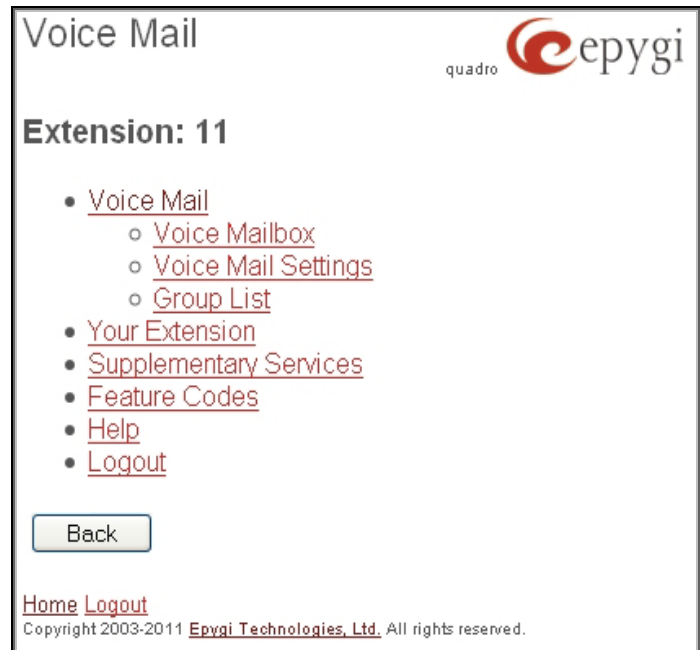 Voice Mail
quadro epygi
Extension: 11
Voice Mail
Voice Mailbox
Voice Mail Settings
Group List
Your Extension
Supplementary Services
Feature Codes
Help
Logout
Back
Home Logout
Copyright 2003-2011 Epygi Technologies, Ltd. All rights reserved.